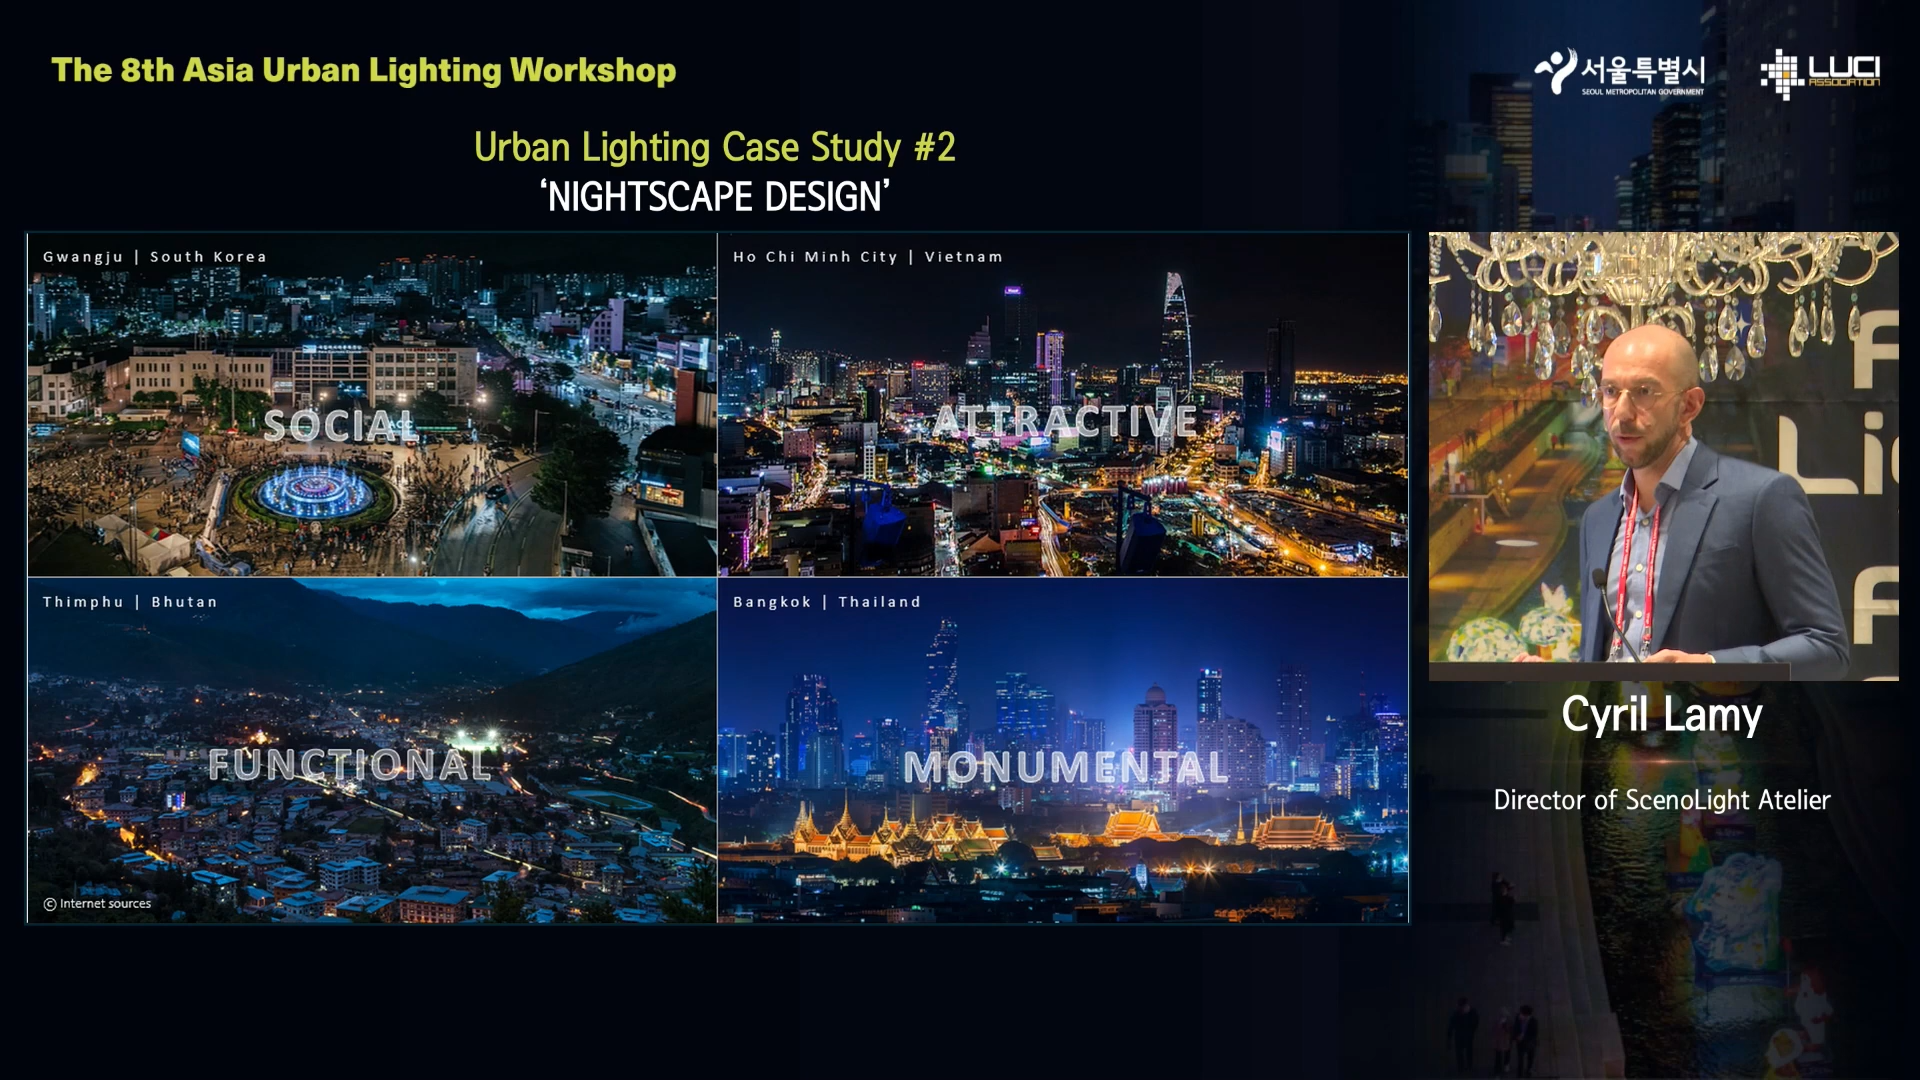 The 8th Asia Urban Lighting Workshop
서울특별시
SEOUL METROPOLITAN GOVERNMENT
LUCI
ASSOCIATION
Urban Lighting Case Study #2
‘NIGHTSCAPE DESIGN’
Gwangju | South Korea
SOCIAL
Ho Chi Minh City | Vietnam
ATTRACTIVE
Thimphu | Bhutan
FUNCTIONAL
© Internet sources
Bangkok | Thailand
MONUMENTAL
Cyril Lamy
Director of ScenoLight Atelier